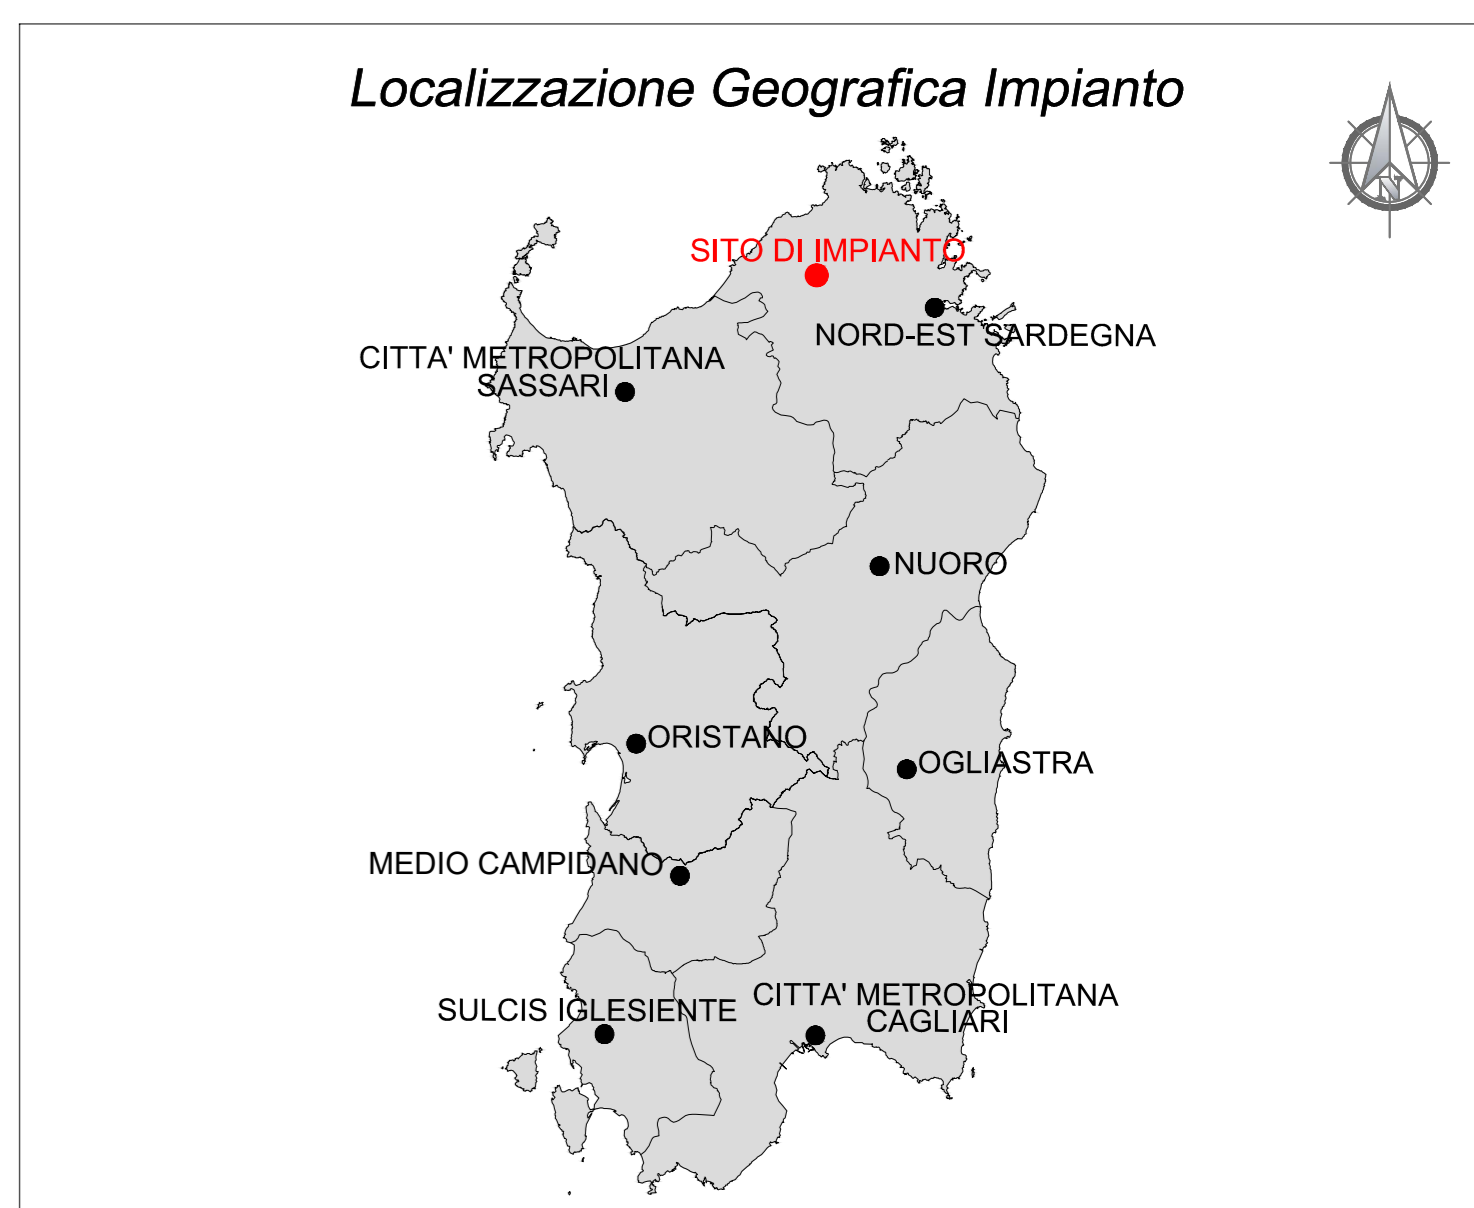 Localizzazione Geografica Impianto
N
SITO DI IMPIANTO
NORD-EST SARDEGNA
CITTA' METROPOLITANA
SASSARI
NUORO
ORISTANO
OGLIASTRA
MEDIO CAMPIDANO
SULCIS IGLESIENTE
CITTA' METROPOLITANA
CAGLIARI